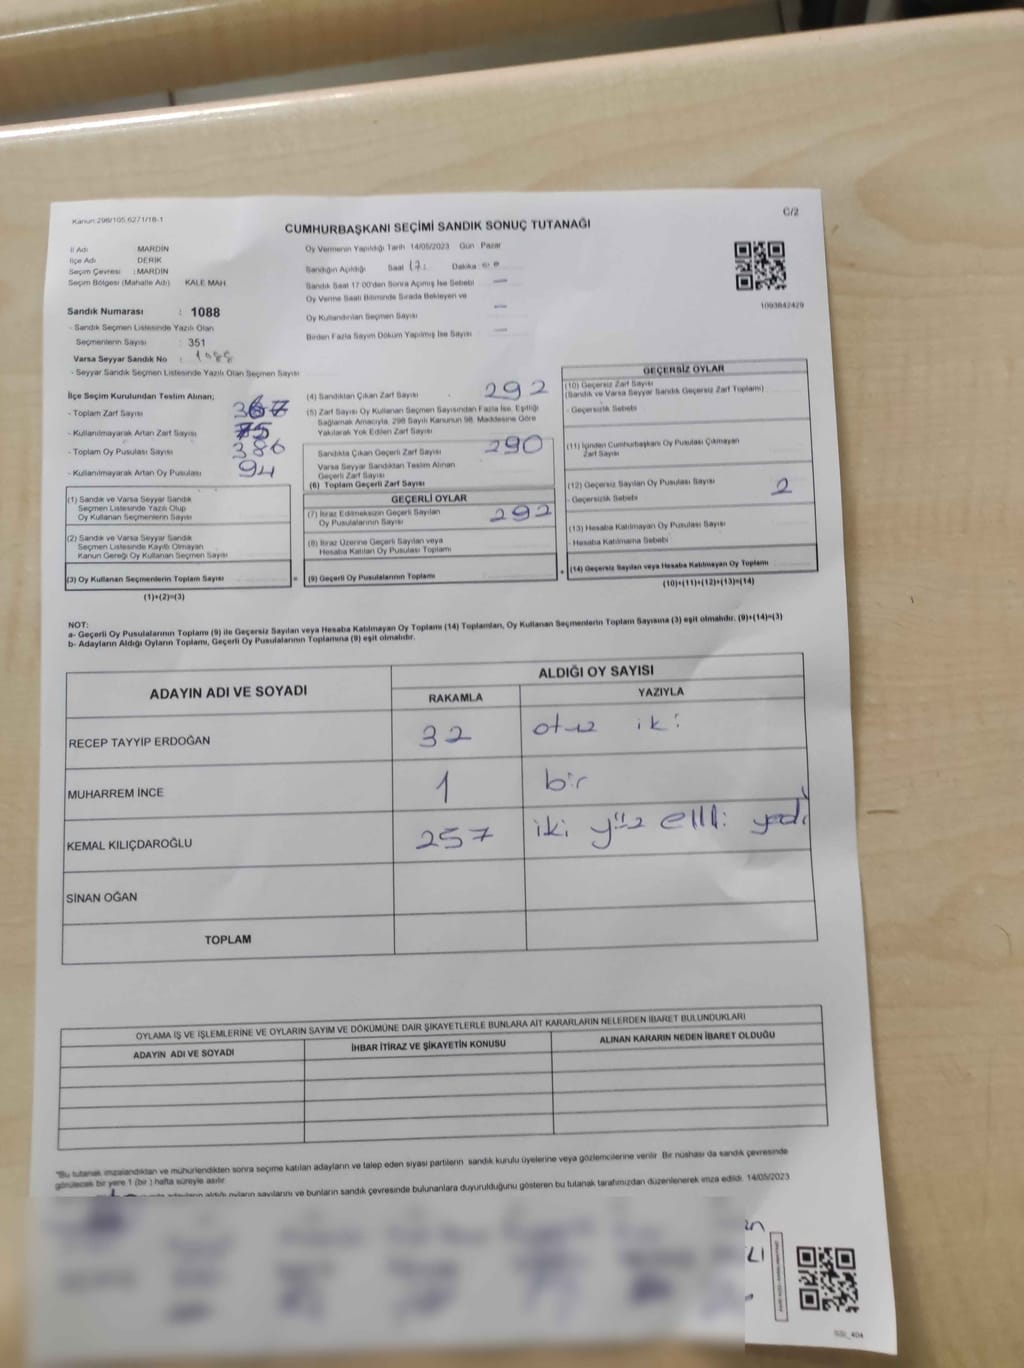 Kanun:298/105,6271/18-1
C/2
CUMHURBAŞKANI SEÇİMİ SANDIK SONUÇ TUTANAĞI
İl Adı : MARDİN
İlçe Adı : DERİK
Seçim Çevresi : MARDİN
Seçim Bölgesi (Mahalle Adı) KALE MAH.
Sandık Numarası : 1088
- Sandık Seçmen Listesinde Yazılı Olan
Seçmenlerin Sayısı : 351
Varsa Seyyar Sandık No : 1088
- Seyyar Sandık Seçmen Listesinde Yazılı Olan Seçmen Sayısı
Oy Vermenin Yapıldığı Tarih 14/05/2023 Gün : Pazar
Sandığın Açıldığı Saat 17: Dakika : 00
Sandık Saat 17:00'den Sonra Açımış İse Sebebi —
Oy Verme Saati Bitiminde Sırada Bekleyen ve
Oy Kullandırılan Seçmen Sayısı —
Birden Fazla Sayım Döküm Yapılmış İse Sayısı —
1093842429
İlçe Seçim Kurulundan Teslim Alınan;
- Toplam Zarf Sayısı
- Kullanılmayarak Artan Zarf Sayısı 75
- Toplam Oy Pusulası Sayısı 386
- Kullanılmayarak Artan Oy Pusulası 94
(1) Sandık ve Varsa Seyyar Sandık
Seçmen Listesinde Yazılı Olup
Oy Kullanan Seçmenlerin Sayısı
(2) Sandık ve Varsa Seyyar Sandık
Seçmen Listesinde Kayıtlı Olmayan
Kanun Gereği Oy Kullanan Seçmen Sayısı
(3) Oy Kullanan Seçmenlerin Toplam Sayısı
(1)+(2)=(3)
=
(4) Sandıktan Çıkan Zarf Sayısı 292
(5) Zarf Sayısı Oy Kullanan Seçmen Sayısından Fazla İse, Eşitliği
Sağlamak Amacıyla, 298 Sayılı Kanunun 98. Maddesine Göre
Yakılarak Yok Edilen Zarf Sayısı
Sandıkta Çıkan Geçerli Zarf Sayısı 290
Varsa Seyyar Sandıktan Teslim Alınan
Geçerli Zarf Sayısı
(6) Toplam Geçerli Zarf Sayısı
GEÇERLİ OYLAR
(7) İtiraz Edilmeksizin Geçerli Sayılan
Oy Pusulalarının Sayısı 292
(8) İtiraz Üzerine Geçerli Sayılan veya
Hesaba Katılan Oy Pusulası Toplamı
(9) Geçerli Oy Pusulalarının Toplamı
+
GEÇERSİZ OYLAR
(10) Geçersiz Zarf Sayısı
(Sandık ve Varsa Seyyar Sandık Geçersiz Zarf Toplamı)
- Geçersizlik Sebebi
(11) İçinden Cumhurbaşkanı Oy Pusulası Çıkmayan
Zarf Sayısı
(12) Geçersiz Sayılan Oy Pusulası Sayısı 2
- Geçersizlik Sebebi
(13) Hesaba Katılmayan Oy Pusulası Sayısı
- Hesaba Katılmama Sebebi
(14) Geçersiz Sayılan veya Hesaba Katılmayan Oy Toplamı
(10)+(11)+(12)+(13)=(14)
NOT:
a- Geçerli Oy Pusulalarının Toplamı (9) ile Geçersiz Sayılan veya Hesaba Katılmayan Oy Toplamı (14) Toplamları, Oy Kullanan Seçmenlerin Toplam Sayısına (3) eşit olmalıdır. (9)+(14)=(3)
b- Adayların Aldığı Oyların Toplamı, Geçerli Oy Pusulalarının Toplamına (9) eşit olmalıdır.
ADAYIN ADI VE SOYADI
ALDIĞI OY SAYISI
RAKAMLA YAZIYLA
RECEP TAYYİP ERDOĞAN 32 otuz iki
MUHARREM İNCE 1 bir
KEMAL KILIÇDAROĞLU 257 iki yüz elli yedi
SİNAN OĞAN
TOPLAM
OYLAMA İŞ VE İŞLEMLERİNE VE OYLARIN SAYIM VE DÖKÜMÜNE DAİR ŞİKAYETLERLE BUNLARA AİT KARARLARIN NELERDEN İBARET BULUNDUKLARI
ADAYIN ADI VE SOYADI İHBAR İTİRAZ VE ŞİKAYETİN KONUSU ALINAN KARARIN NEDEN İBARET OLDUĞU
"Bu tutanak imzalandıktan ve mühürlendikten sonra seçime katılan adayların ve talep eden siyasi partilerin sandık kurulu üyelerine veya gözlemcilerine verilir. Bir nüshası da sandık çevresinde
görülecek bir yere 1 (bir ) hafta süreyle asılır.
adayların aldığı oyların sayılarını ve bunların sandık çevresinde bulunanlara duyurulduğunu gösteren bu tutanak tarafımızdan düzenlenerek imza edildi. 14/05/2023